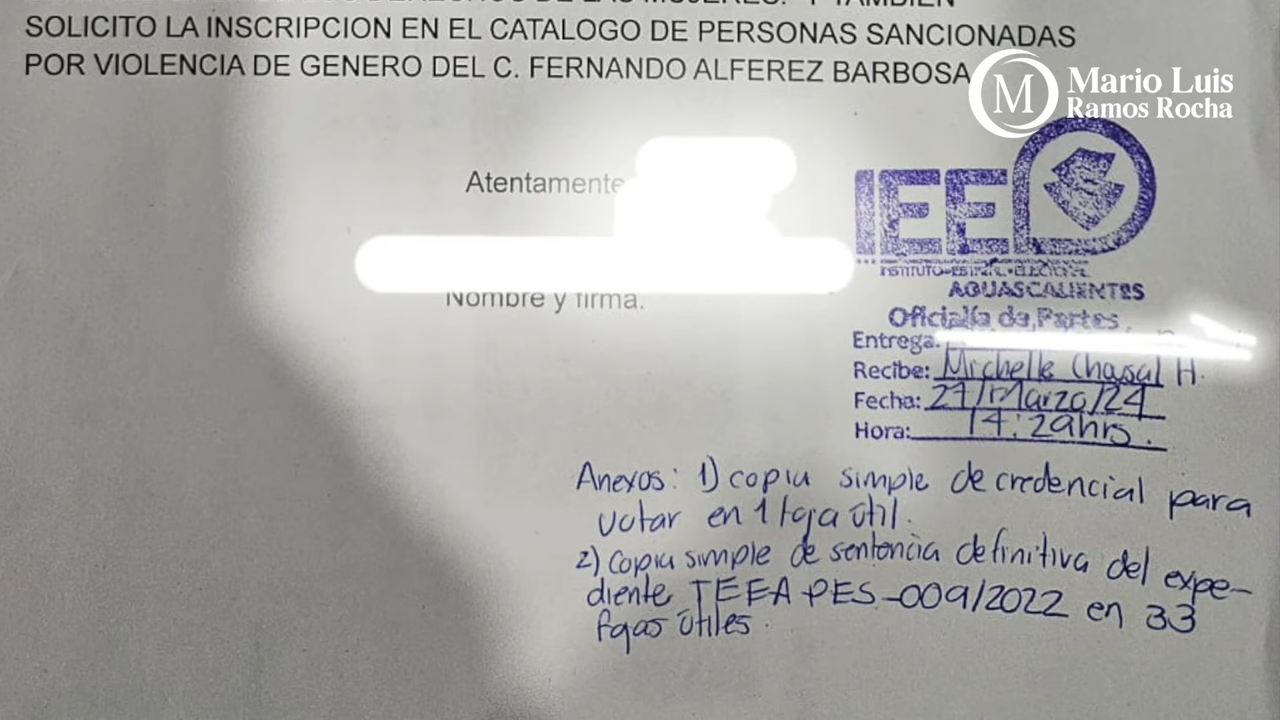 SOLICITO LA INSCRIPCION EN EL CATALOGO DE PERSONAS SANCIONADAS
POR VIOLENCIA DE GENERO DEL C. FERNANDO ALFEREZ BARBOSA
M
Mario Luis
Ramos Rocha
Atentamente
Nombre y firma.
IEE
AGUASCALIENTES
Oficialía de Partes
Entrega:
Recibe: Michelle H.
Fecha: 27/Marzo/24
Hora: 14:29hrs.
Anexos: 1) copia simple de credencial para
votar en 1 foja útil.
2) Copia simple de sentencia definitiva del expe-
diente TEEA-PES-009/2022 en 33
fojas útiles.